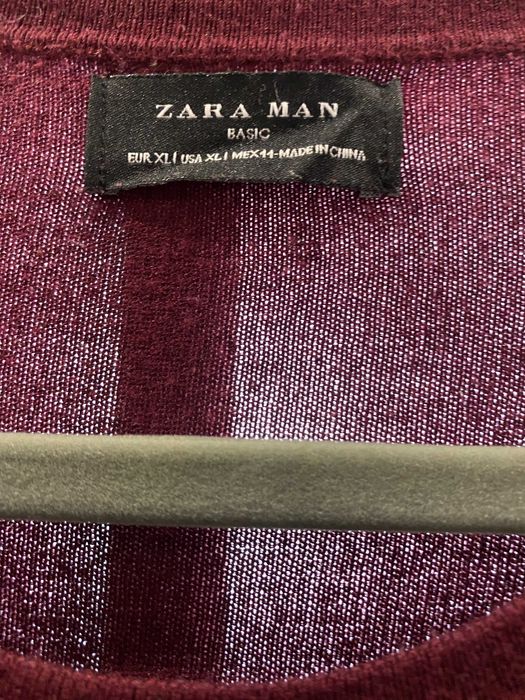 ZARA MAN
BASIC
EUR XL | USA XL | MEX44-MADE IN CHINA